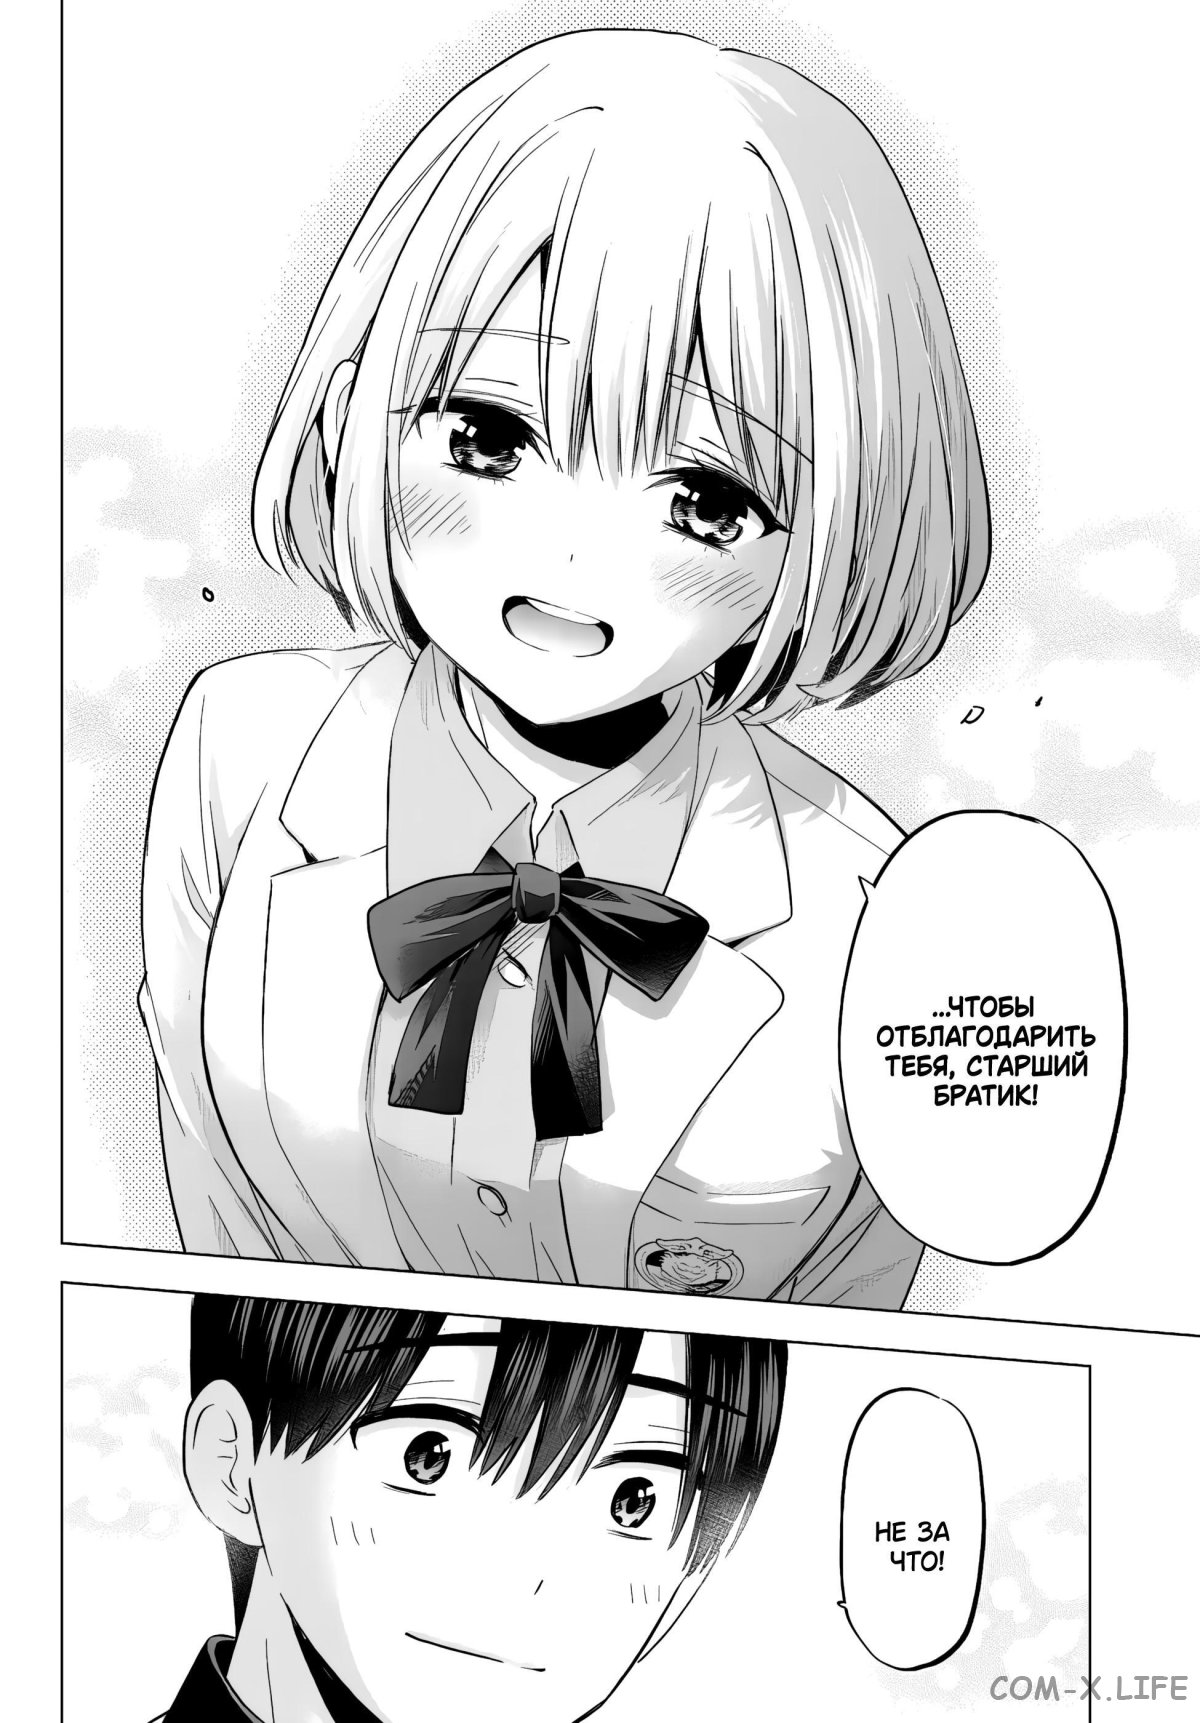 ...ЧТОБЫ
ОТБЛАГОДАРИТЬ
ТЕБЯ, СТАРШИЙ
БРАТИК!
НЕ ЗА
ЧТО!
COM-X.LIFE